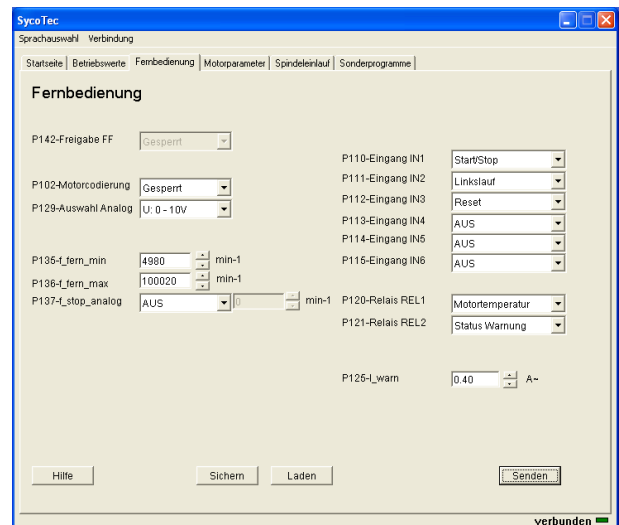 SycoTec
Sprachauswahl Verbindung
Startseite Betriebswerte Fernbedienung Motorparameter Spindeleinlauf Sonderprogramme
Fernbedienung
P142-Freigabe FF Gesperrt
P102-Motorcodierung Gesperrt
P129-Auswahl Analog U: 0 - 10V
P135-f_fern_min 4980 min-1
P136-f_fern_max 100020 min-1
P137-f_stop_analog AUS 0 min-1
P110-Eingang IN1 Start/Stop
P111-Eingang IN2 Linkslauf
P112-Eingang IN3 Reset
P113-Eingang IN4 AUS
P114-Eingang IN5 AUS
P115-Eingang IN6 AUS
P120-Relais REL1 Motortemperatur
P121-Relais REL2 Status Warnung
P125-I_warn 0.40 A~
Hilfe Sichern Laden Senden
verbunden